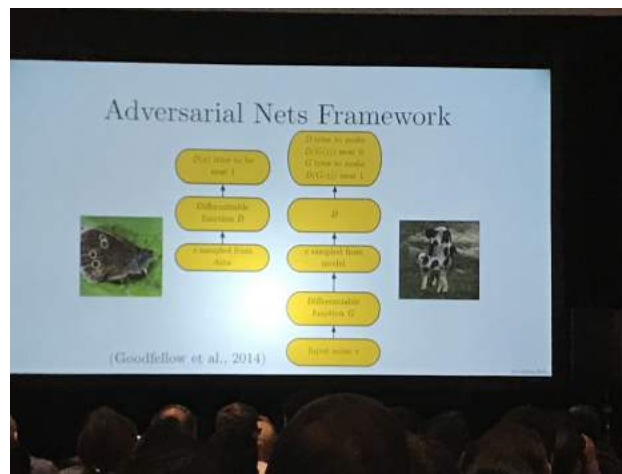 Adversarial Nets Framework
D tries to make
D(G(z)) near 0,
G tries to make
D(G(z)) near 1
D(x) tries to be
near 1
Differentiable
function D
D
x sampled from
data
x sampled from
model
Differentiable
function G
Input noise z
(Goodfellow et al., 2014)